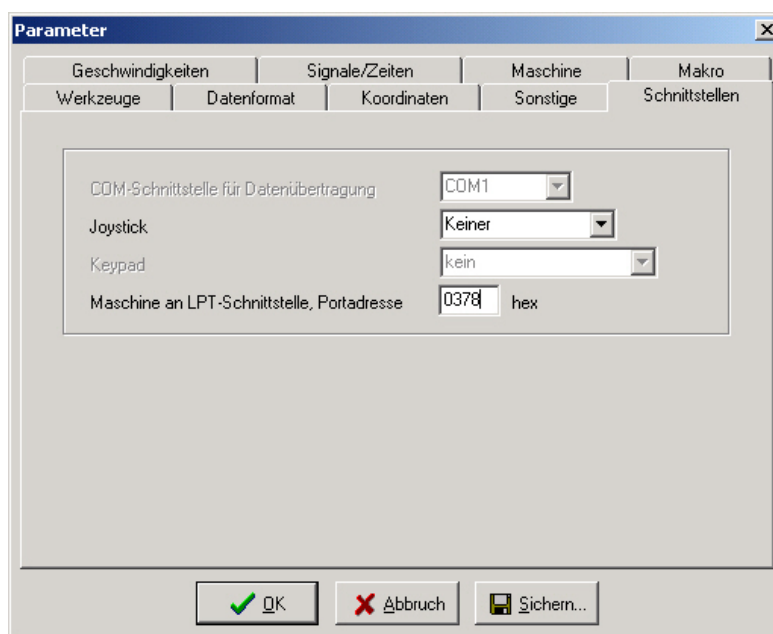 Parameter
Geschwindigkeiten Signale/Zeiten Maschine Makro
Werkzeuge Datenformat Koordinaten Sonstige Schnittstellen
COM-Schnittstelle für Datenübertragung COM1
Joystick Keiner
Keypad kein
Maschine an LPT-Schnittstelle, Portadresse 0378 hex
OK Abbruch Sichern...